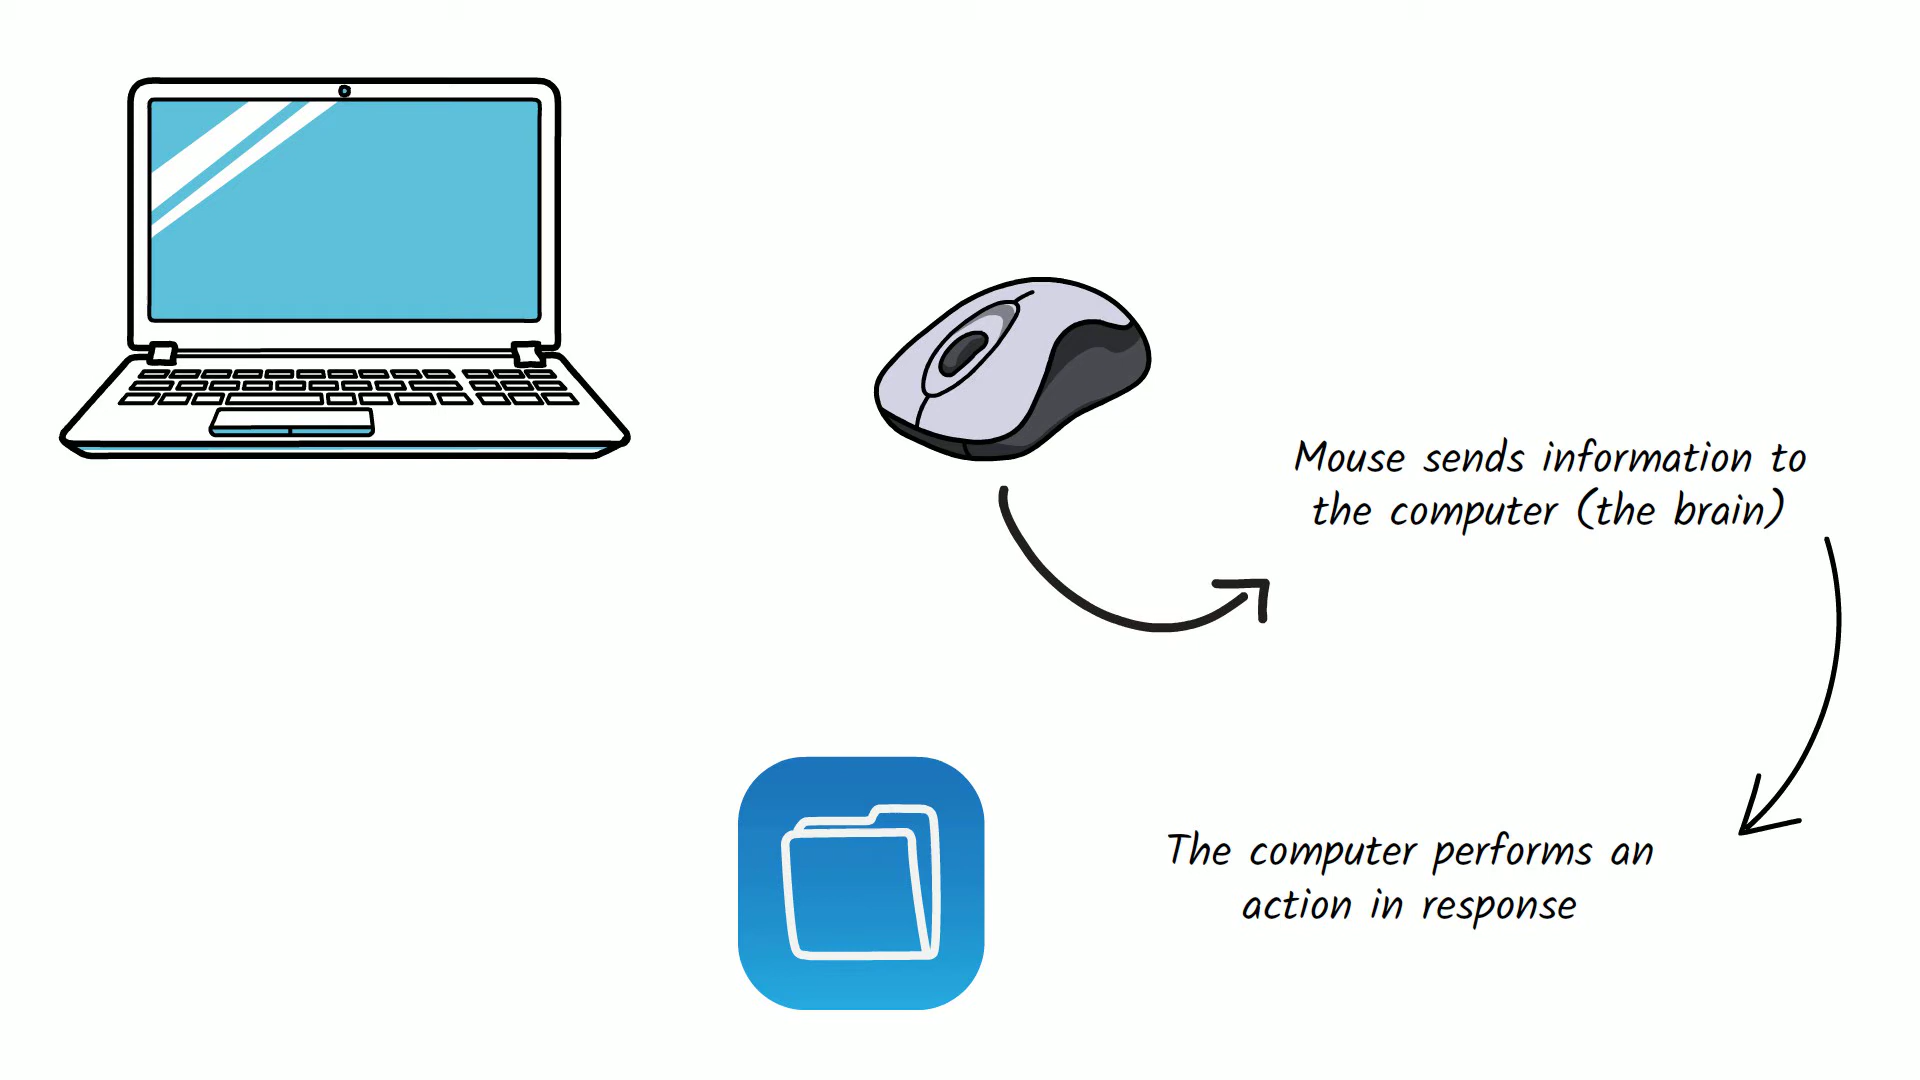 Mouse sends information to
the computer (the brain)
The computer performs an
action in response